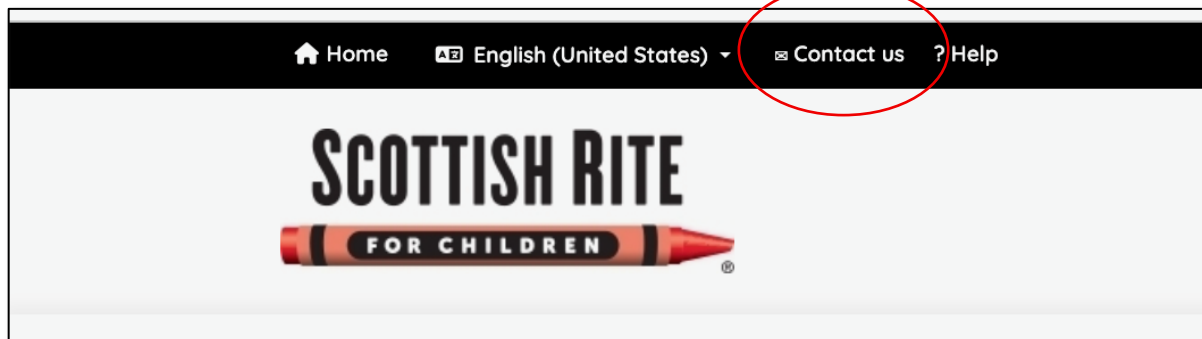 Home English (United States) Contact us ? Help
SCOTTISH RITE
FOR CHILDREN
®